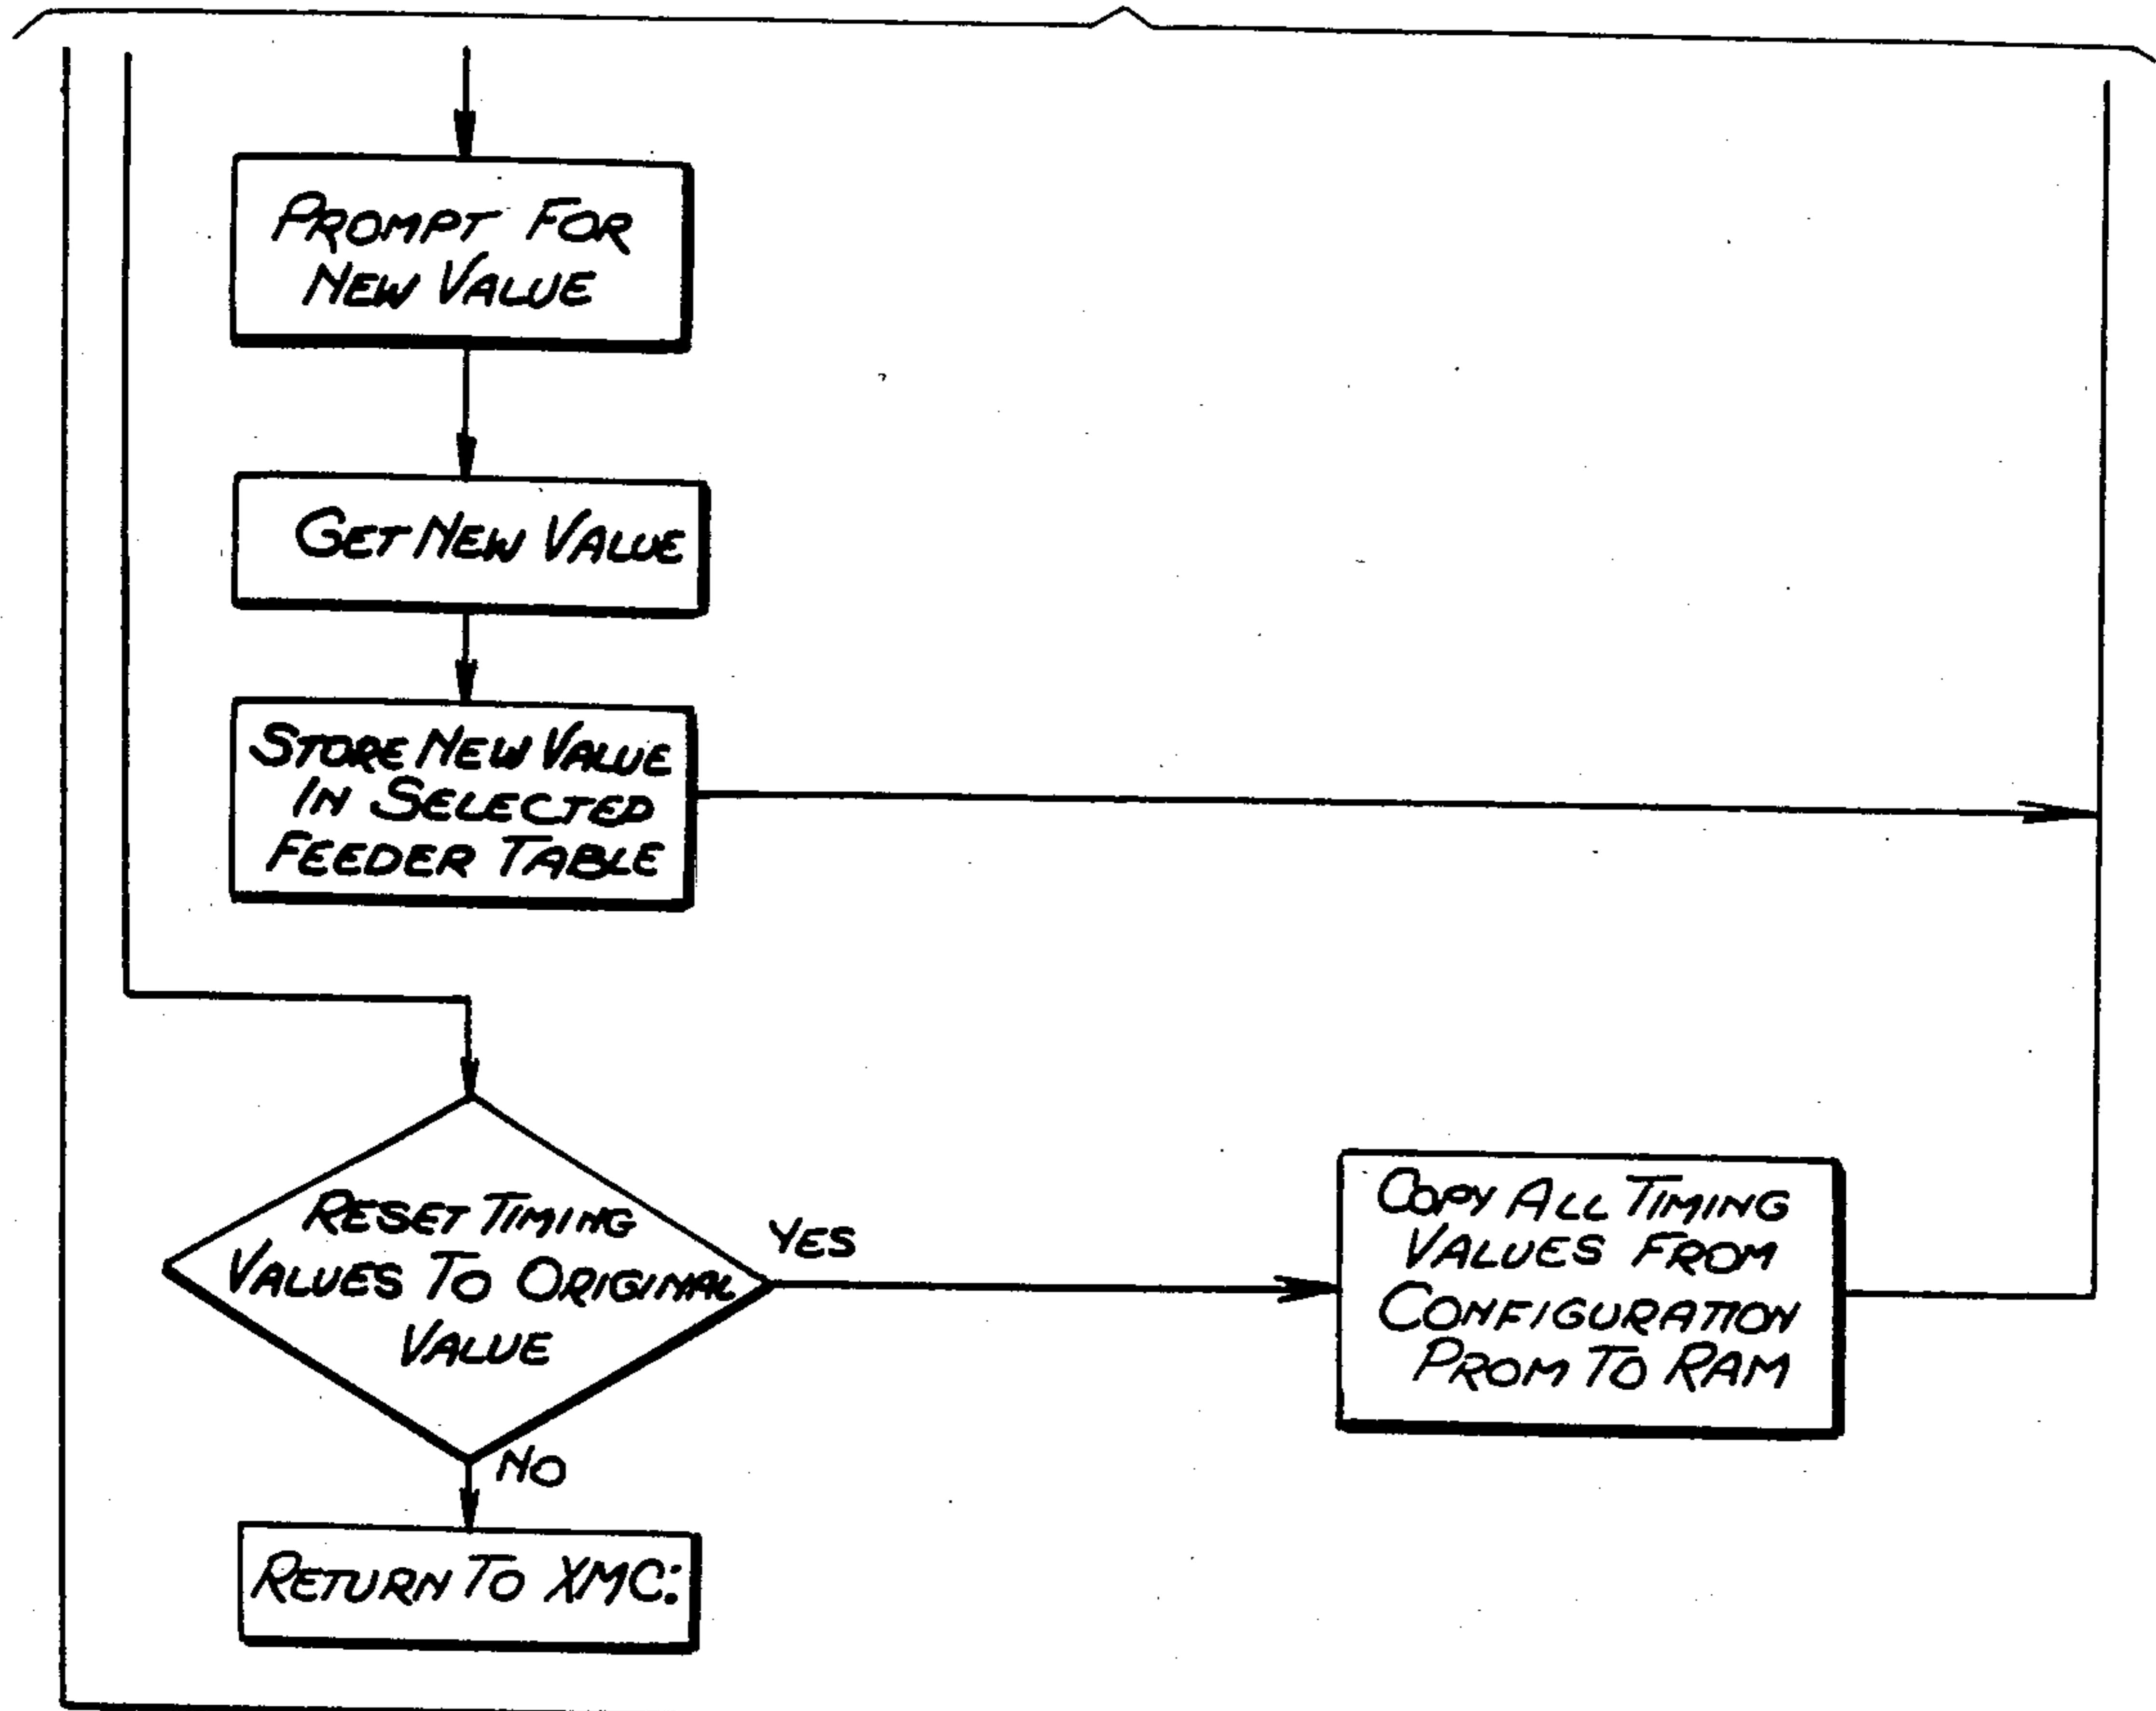 PROMPT FOR
NEW VALUE
GET NEW VALUE
STORE NEW VALUE
IN SELECTED
FEEDER TABLE
RESET TIMING
VALUES TO ORIGINAL
VALUE
YES
COPY ALL TIMING
VALUES FROM
CONFIGURATION
PROM TO RAM
NO
RETURN TO XMC: